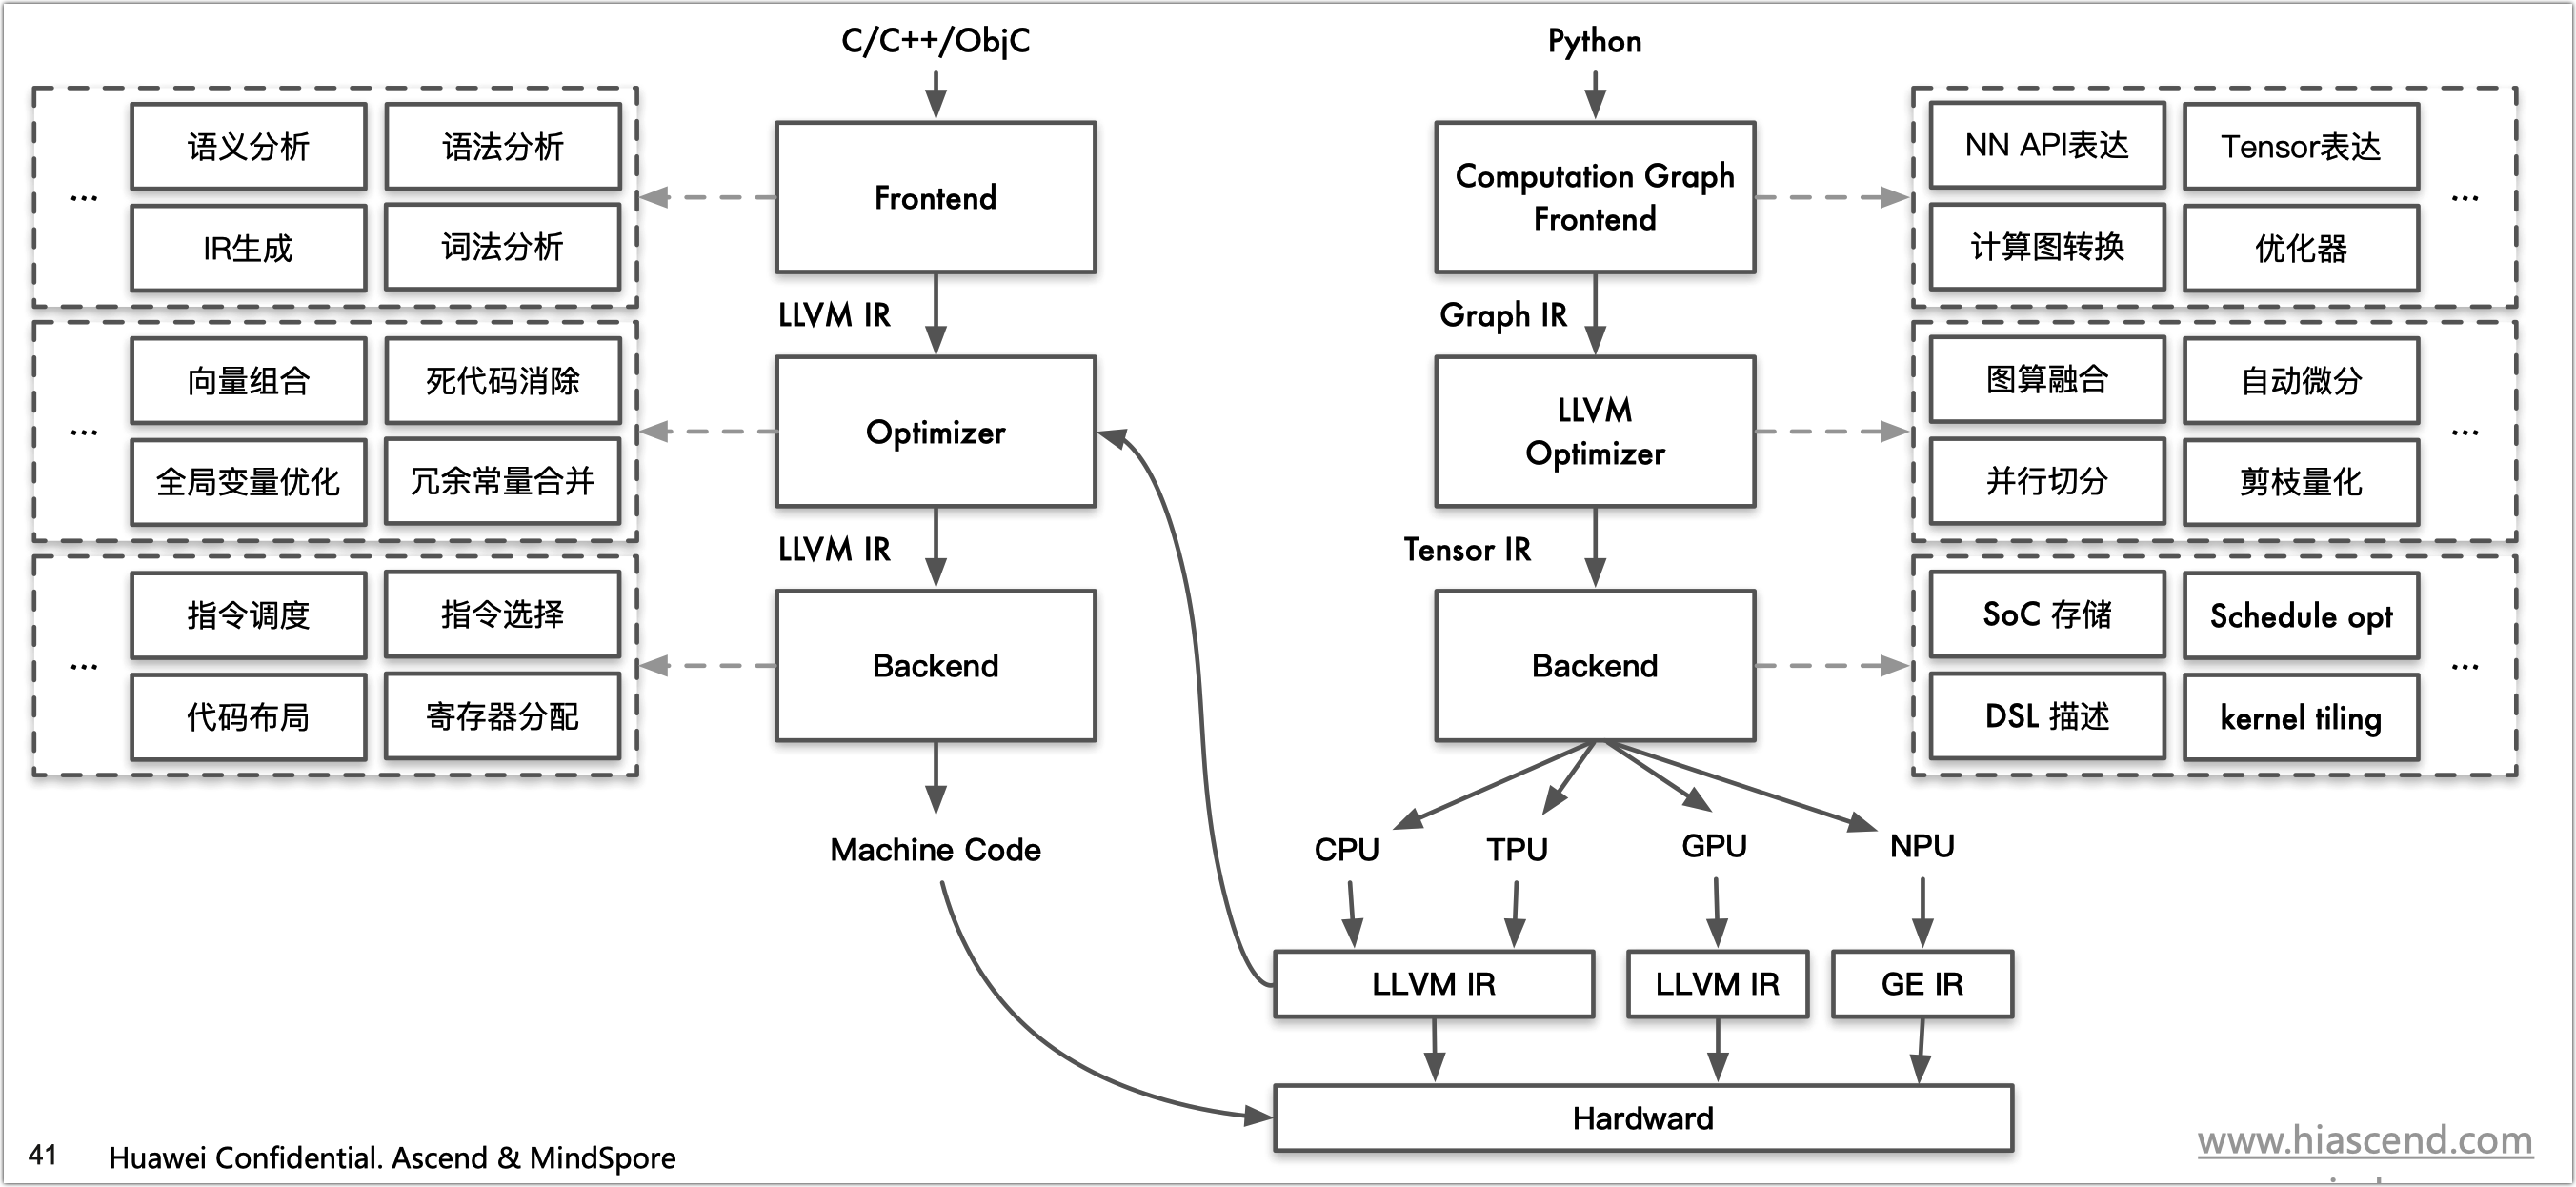 C/C++/ObjC
Python
语义分析
语法分析
...
IR生成
词法分析
Frontend
Computation Graph
Frontend
NN API表达
Tensor表达
...
计算图转换
优化器
LLVM IR
Graph IR
向量组合
死代码消除
...
全局变量优化
冗余常量合并
Optimizer
LLVM
Optimizer
图算融合
自动微分
...
并行切分
剪枝量化
LLVM IR
Tensor IR
指令调度
指令选择
...
代码布局
寄存器分配
Backend
Backend
SoC 存储
Schedule opt
...
DSL 描述
kernel tiling
Machine Code
CPU
TPU
GPU
NPU
LLVM IR
LLVM IR
GE IR
Hardward
41
Huawei Confidential. Ascend & MindSpore
www.hiascend.com